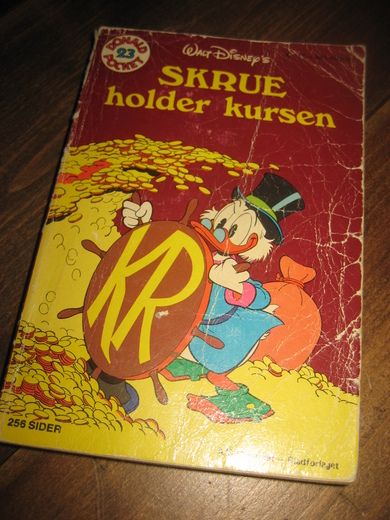 DONALD
23
POCKET
WALT DISNEY'S
SKRUE
holder kursen
KR
256 SIDER